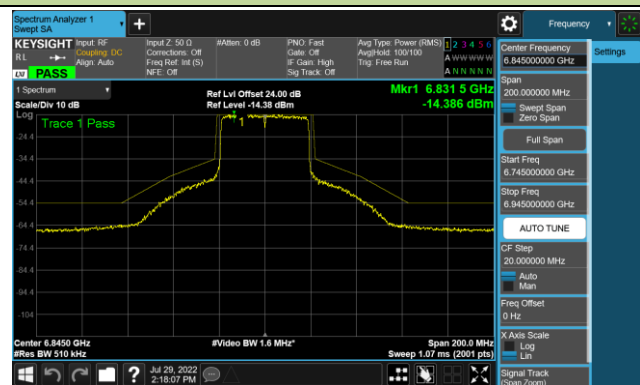 Spectrum Analyzer 1
Swept SA
Frequency
KEYSIGHT
R L
LXI PASS
Input: RF
Coupling: DC
Align: Auto
Input Z: 50 Ω
Corrections: Off
Freq Ref: Int (S)
NFE: Off
#Atten: 0 dB
PNO: Fast
Gate: Off
IF Gain: High
Sig Track: Off
Avg Type: Power (RMS)
Avg|Hold: 100/100
Trig: Free Run
1 2 3 4 5 6
A W W W W W
A N N N N N
1 Spectrum
Scale/Div 10 dB
Log
Ref Lvl Offset 24.00 dB
Ref Level -14.38 dBm
Mkr1 6.831 5 GHz
-14.386 dBm
Trace 1 Pass
1
-24.4
-34.4
-44.4
-54.4
-64.4
-74.4
-84.4
-94.4
-104
Center 6.8450 GHz
#Res BW 510 kHz
#Video BW 1.6 MHz*
Span 200.0 MHz
Sweep 1.07 ms (2001 pts)
Jul 29, 2022
2:18:07 PM
Center Frequency
6.845000000 GHz
Settings
Span
200.000000 MHz
Swept Span
Zero Span
Full Span
Start Freq
6.745000000 GHz
Stop Freq
6.945000000 GHz
AUTO TUNE
CF Step
20.000000 MHz
Auto
Man
Freq Offset
0 Hz
X Axis Scale
Log
Lin
Signal Track
(Span Zoom)